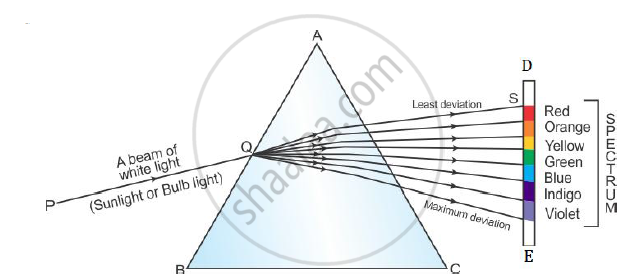 A
D
Least deviation
S
Red
Orange
Yellow
Green
Blue
Indigo
Violet
SPECTRUM
Q
A beam of
white light
(Sunlight or Bulb light)
P
Maximum deviation
B
C
E
shaalaa.com